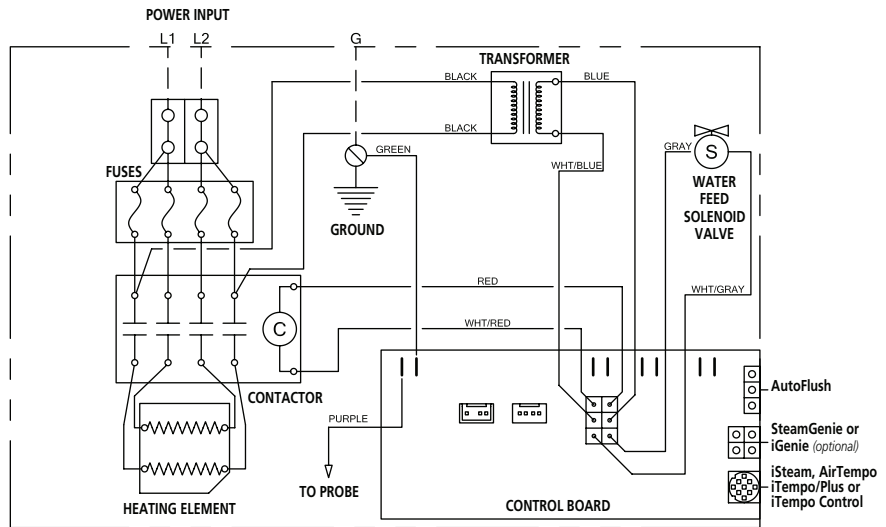 POWER INPUT
L1 L2 G
TRANSFORMER
BLACK
BLUE
BLACK
GREEN
WHT/BLUE
GRAY
S
WATER
FEED
SOLENOID
VALVE
FUSES
GROUND
RED
WHT/GRAY
C
WHT/RED
CONTACTOR
PURPLE
TO PROBE
HEATING ELEMENT
CONTROL BOARD
AutoFlush
SteamGenie or
iGenie (optional)
iSteam, AirTempo
iTempo/Plus or
iTempo Control